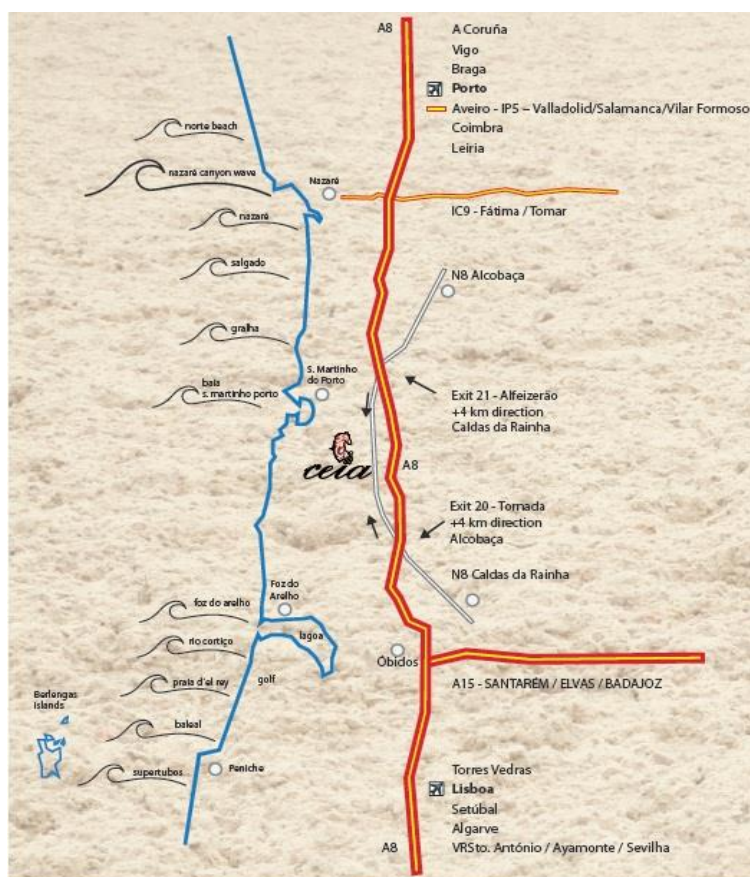 A8
A Coruña
Vigo
Braga
Porto
Aveiro - IP5 – Valladolid/Salamanca/Vilar Formoso
Coimbra
Leiria
norte beach
nazaré canyon wave
Nazaré
IC9 - Fátima / Tomar
nazaré
salgado
N8 Alcobaça
gralha
S. Martinho
do Porto
baía
s. martinho porto
Exit 21 - Alfeizerão
+4 km direction
Caldas da Rainha
ceia
A8
Exit 20 - Tornada
+4 km direction
Alcobaça
N8 Caldas da Rainha
Foz do
Arelho
foz do arelho
lagoa
rio cortiço
Óbidos
golf
praia d'el rey
A15 - SANTARÉM / ELVAS / BADAJOZ
Berlengas
Islands
baleal
Peniche
supertubos
Torres Vedras
Lisboa
Setúbal
Algarve
A8
VRSto. António / Ayamonte / Sevilha